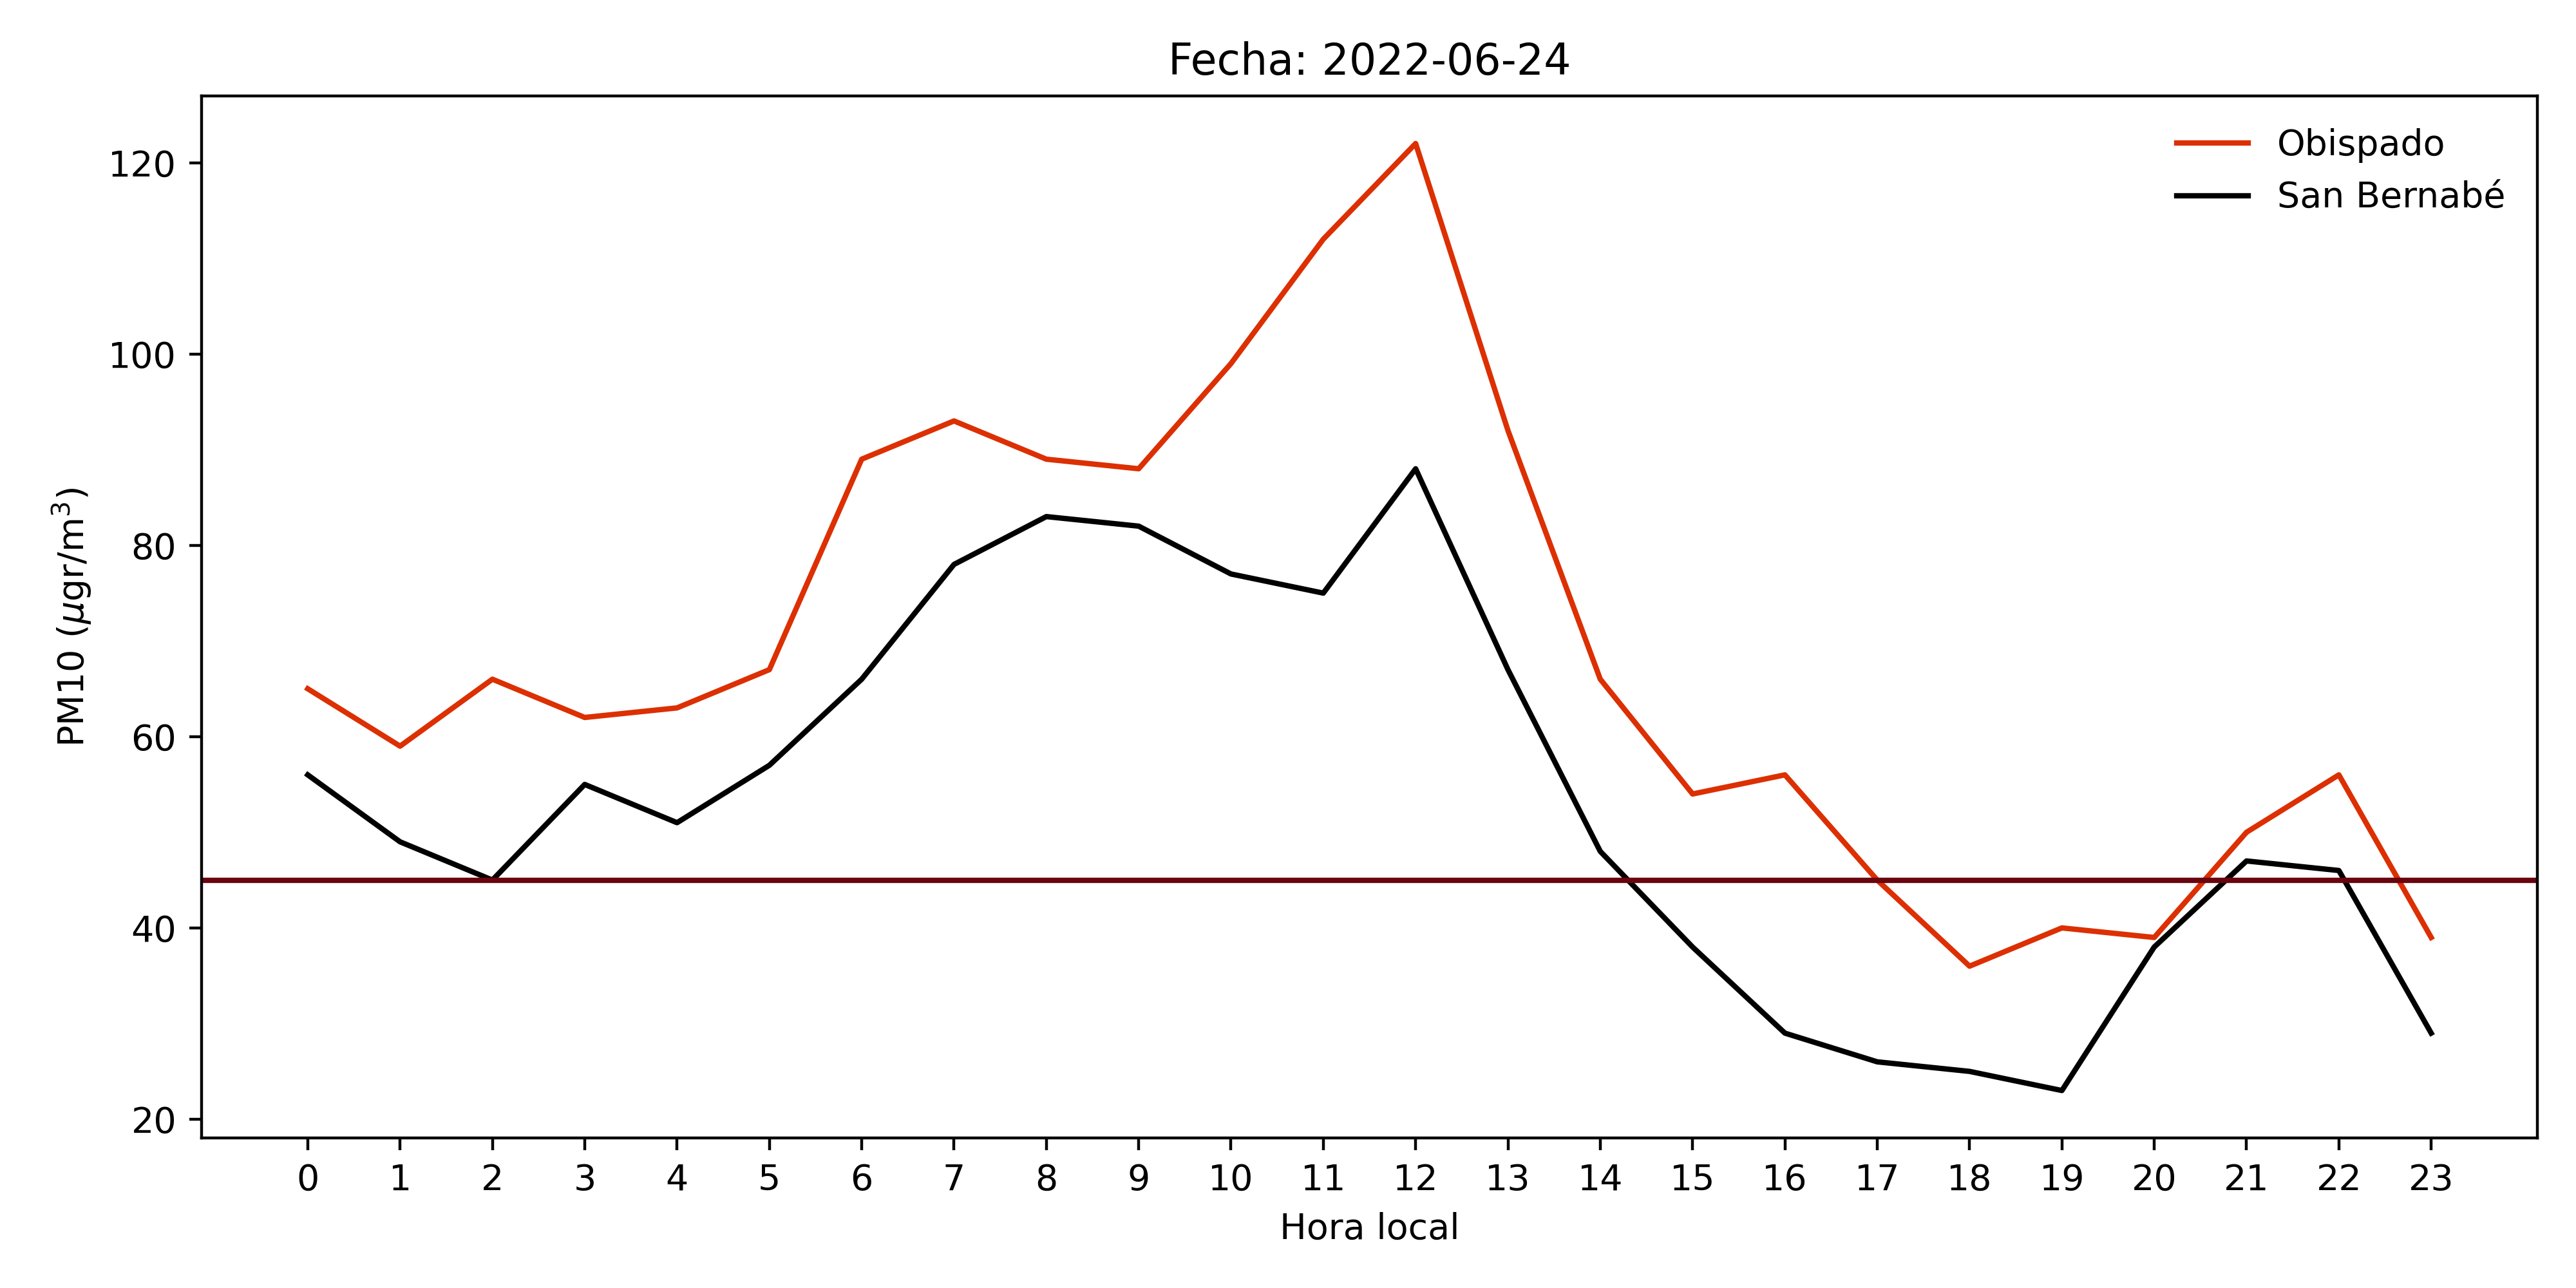 Fecha: 2022-06-24
Obispado
San Bernabé
PM10 (μgr/m³)
120
100
80
60
40
20
0 1 2 3 4 5 6 7 8 9 10 11 12 13 14 15 16 17 18 19 20 21 22 23
Hora local